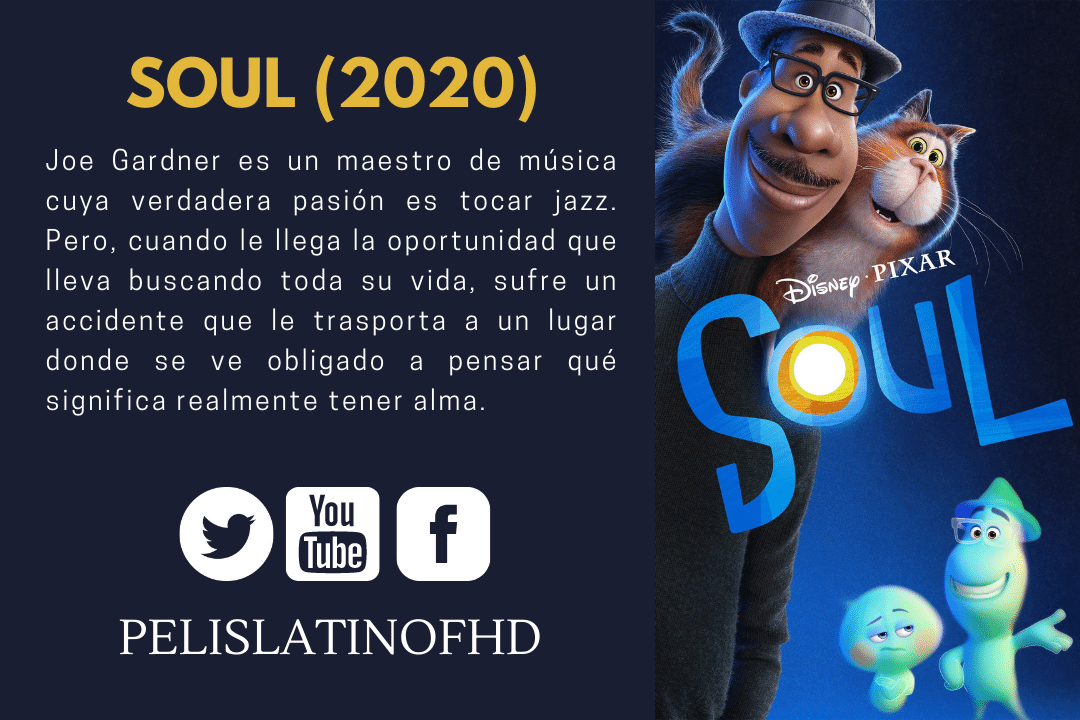 SOUL (2020)
Joe Gardner es un maestro de música
cuya verdadera pasión es tocar jazz.
Pero, cuando le llega la oportunidad que
lleva buscando toda su vida, sufre un
accidente que le trasporta a un lugar
donde se ve obligado a pensar qué
significa realmente tener alma.
You
Tube
f
PELISLATINOFHD
Disney · PIXAR
SOUL